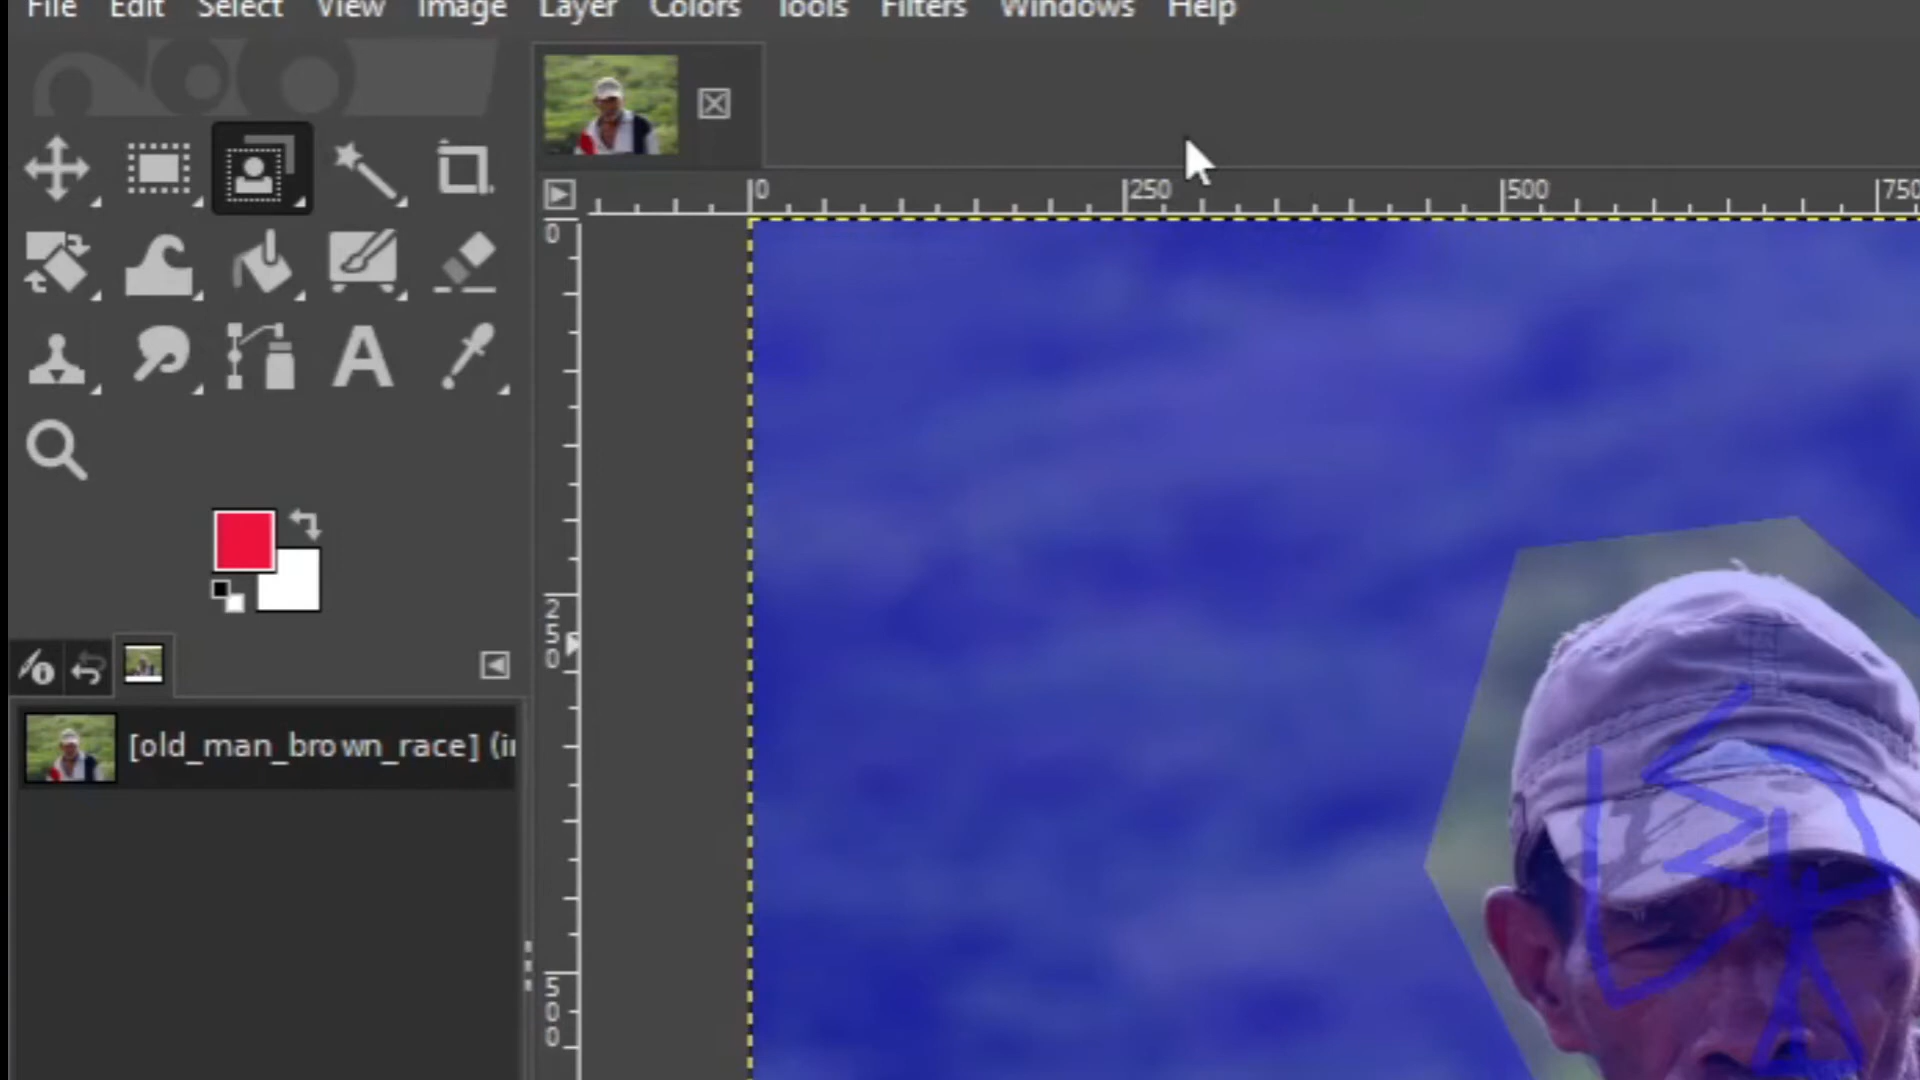 File Edit Select View Image Layer Colors Tools Filters Windows Help
0 250 500 750
0
250
500
[old_man_brown_race] (i